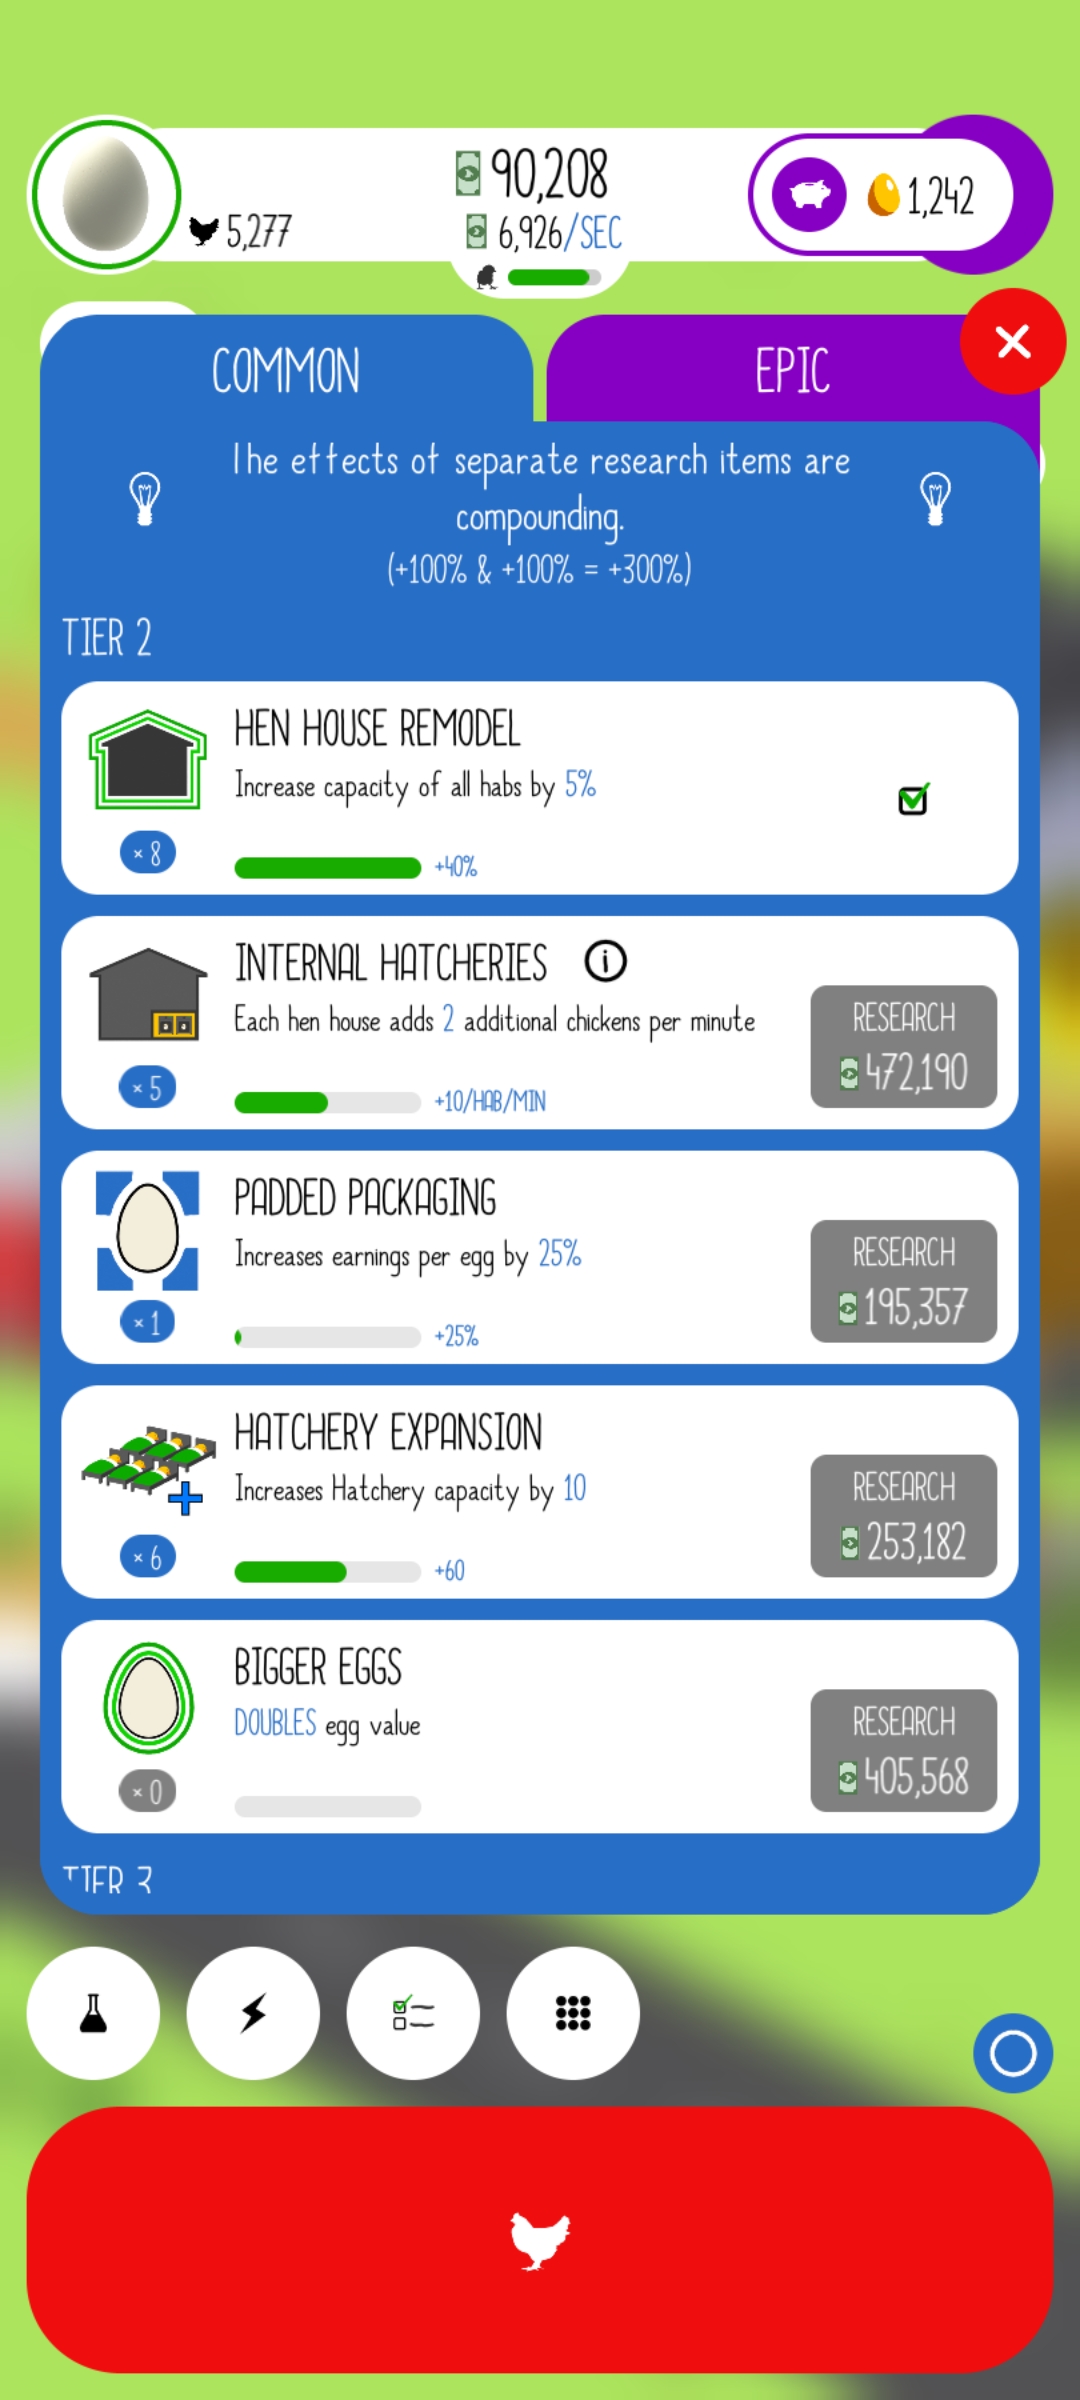 90,208
5,277
6,926/SEC
1,242
COMMON
EPIC
The effects of separate research items are
compounding.
(+100% & +100% = +300%)
TIER 2
HEN HOUSE REMODEL
Increase capacity of all habs by 5%
× 8
+40%
INTERNAL HATCHERIES
Each hen house adds 2 additional chickens per minute
RESEARCH
472,190
× 5
+10/HAB/MIN
PADDED PACKAGING
Increases earnings per egg by 25%
RESEARCH
195,357
× 1
+25%
HATCHERY EXPANSION
Increases Hatchery capacity by 10
RESEARCH
253,182
× 6
+60
BIGGER EGGS
DOUBLES egg value
RESEARCH
405,568
× 0
TIER 3